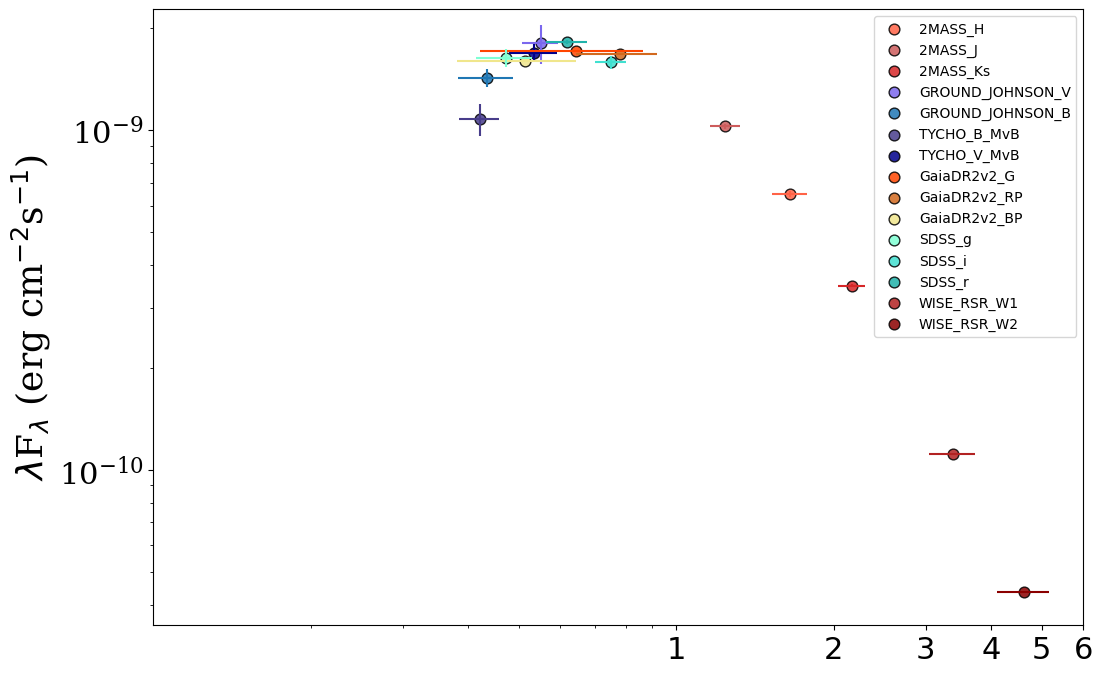 2MASS_H
2MASS_J
2MASS_Ks
GROUND_JOHNSON_V
GROUND_JOHNSON_B
TYCHO_B_MvB
TYCHO_V_MvB
GaiaDR2v2_G
GaiaDR2v2_RP
GaiaDR2v2_BP
SDSS_g
SDSS_i
SDSS_r
WISE_RSR_W1
WISE_RSR_W2
10⁻⁹
10⁻¹⁰
λF_λ (erg cm⁻²s⁻¹)
1 2 3 4 5 6